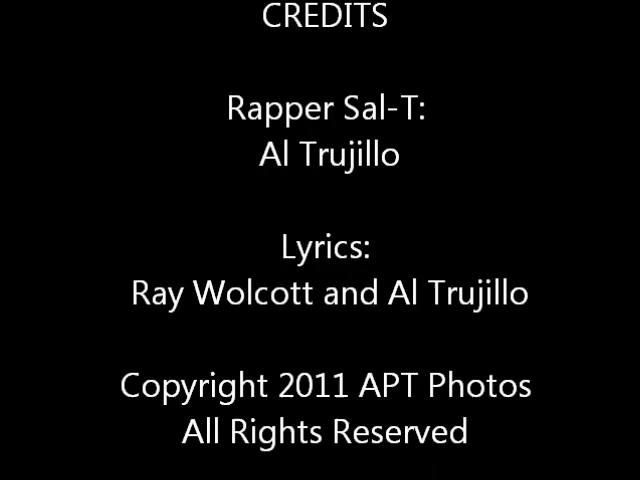 CREDITS
Rapper Sal-T:
Al Trujillo
Lyrics:
Ray Wolcott and Al Trujillo
Copyright 2011 APT Photos
All Rights Reserved